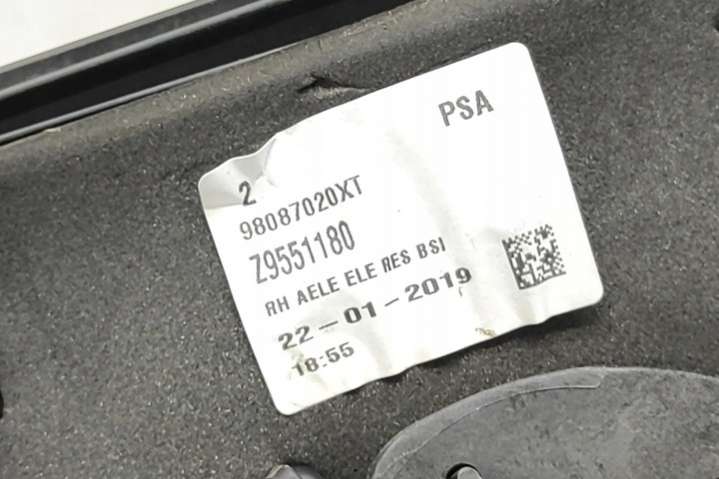 PSA
2
98087020XT
Z9551180
RH AELE ELE RES BSI
22-01-2019
18:55